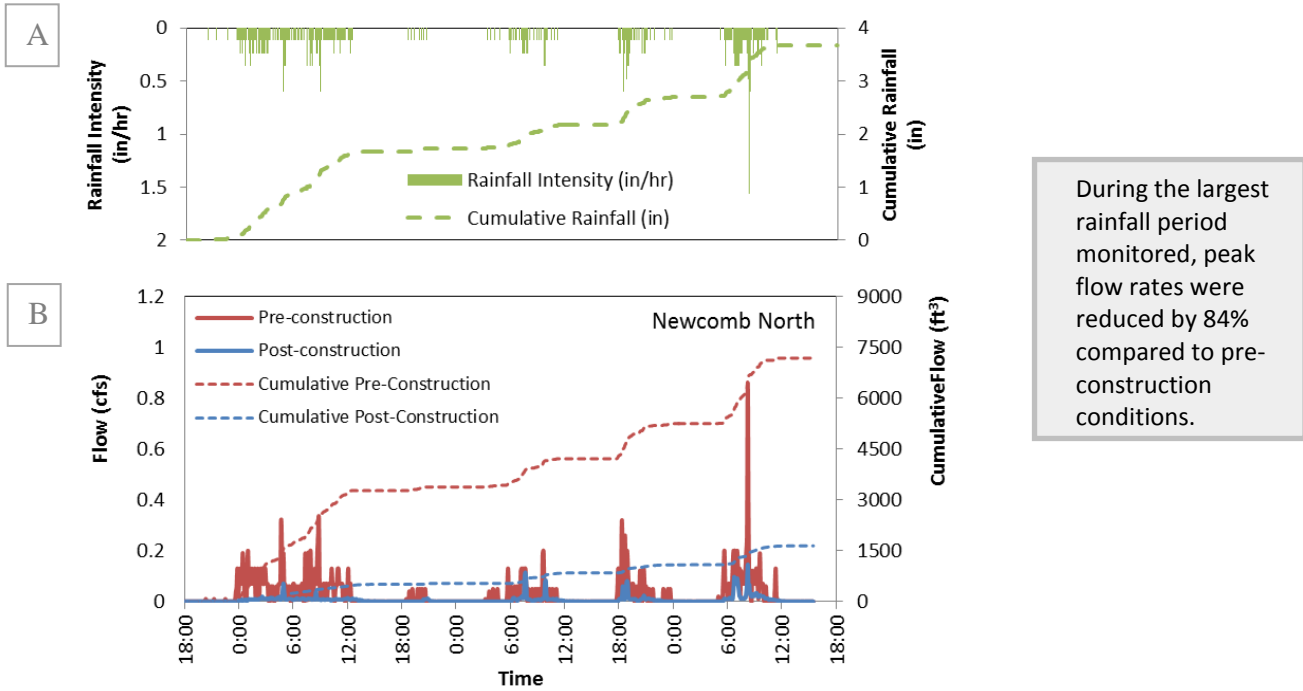 A
0
0.5
1
1.5
2
Rainfall Intensity
(in/hr)
4
3
2
1
0
Cumulative Rainfall
(in)
Rainfall Intensity (in/hr)
Cumulative Rainfall (in)
B
1.2
1
0.8
0.6
0.4
0.2
0
Flow (cfs)
9000
7500
6000
4500
3000
1500
0
CumulativeFlow (ft³)
Pre-construction
Post-construction
Cumulative Pre-Construction
Cumulative Post-Construction
Newcomb North
18:00
0:00
6:00
12:00
18:00
0:00
6:00
12:00
18:00
0:00
6:00
12:00
18:00
Time
During the largest
rainfall period
monitored, peak
flow rates were
reduced by 84%
compared to pre-
construction
conditions.